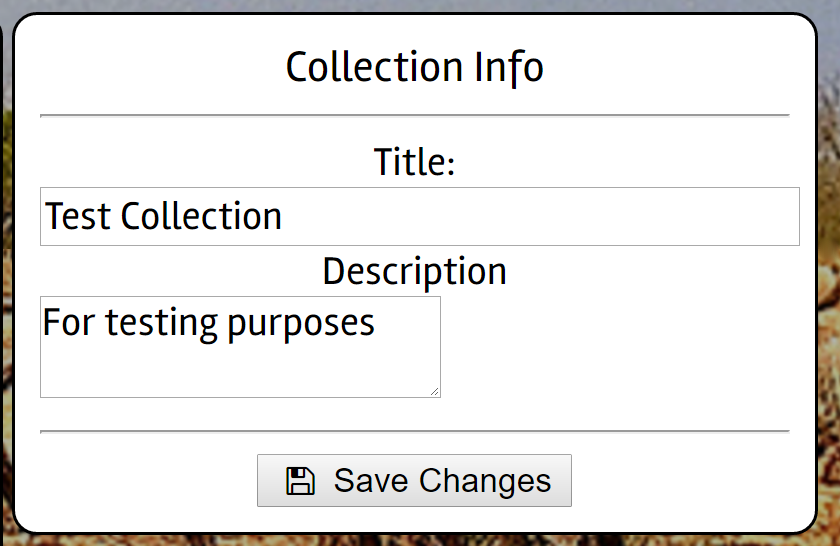 Collection Info
Title:
Test Collection
Description
For testing purposes
Save Changes